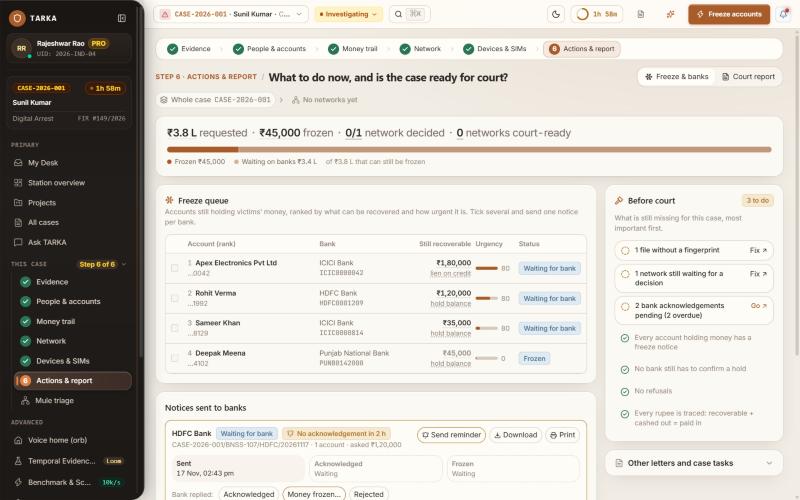 TARKA
RR
Rajeshwar Rao PRO
UID: 2026-IND-04
CASE-2026-001
1h 58m
Sunil Kumar
Digital Arrest
FIR #149/2026
PRIMARY
My Desk
Station overview
Projects
All cases
Ask TARKA
THIS CASE
Step 6 of 6
Evidence
People & accounts
Money trail
Network
Devices & SIMs
6 Actions & report
Mule triage
ADVANCED
Voice home (orb)
Temporal Evidenc...
Loom
Benchmark & Sc...
10k/s
CASE-2026-001 · Sunil Kumar · C...
Investigating
⌘K
1h 58m
Freeze accounts
Evidence
People & accounts
Money trail
Network
Devices & SIMs
6 Actions & report
STEP 6 · ACTIONS & REPORT / What to do now, and is the case ready for court?
Freeze & banks
Court report
Whole case CASE-2026-001
No networks yet
₹3.8 L requested · ₹45,000 frozen · 0/1 network decided · 0 networks court-ready
Frozen ₹45,000
Waiting on banks ₹3.4 L
of ₹3.8 L that can still be frozen
Freeze queue
Accounts still holding victims' money, ranked by what can be recovered and how urgent it is. Tick several and send one notice
per bank.
Account (rank) Bank Still recoverable Urgency Status
1 Apex Electronics Pvt Ltd ICICI Bank ₹1,80,000 80 Waiting for bank
...0042 ICIC0000042 lien on credit
2 Rohit Verma HDFC Bank ₹1,20,000 80 Waiting for bank
...1992 HDFC0001209 hold balance
3 Sameer Khan ICICI Bank ₹35,000 80 Waiting for bank
...8129 ICIC0000814 hold balance
4 Deepak Meena Punjab National Bank ₹45,000 0 Frozen
...4102 PUNB0142000 hold balance
Notices sent to banks
HDFC Bank
Waiting for bank
No acknowledgement in 2 h
Send reminder
Download
Print
CASE-2026-001/BNSS-107/HDFC/20261117 · 1 account · asked ₹1,20,000
Sent
17 Nov, 02:43 pm
Acknowledged
Waiting
Frozen
Waiting
Bank replied:
Acknowledged
Money frozen...
Rejected
Before court
3 to do
What is still missing for this case, most
important first.
1 file without a fingerprint
Fix
1 network still waiting for a
decision
Fix
2 bank acknowledgements
pending (2 overdue)
Go
Every account holding money has a
freeze notice
No bank still has to confirm a hold
No refusals
Every rupee is traced: recoverable +
cashed out = paid in
Other letters and case tasks